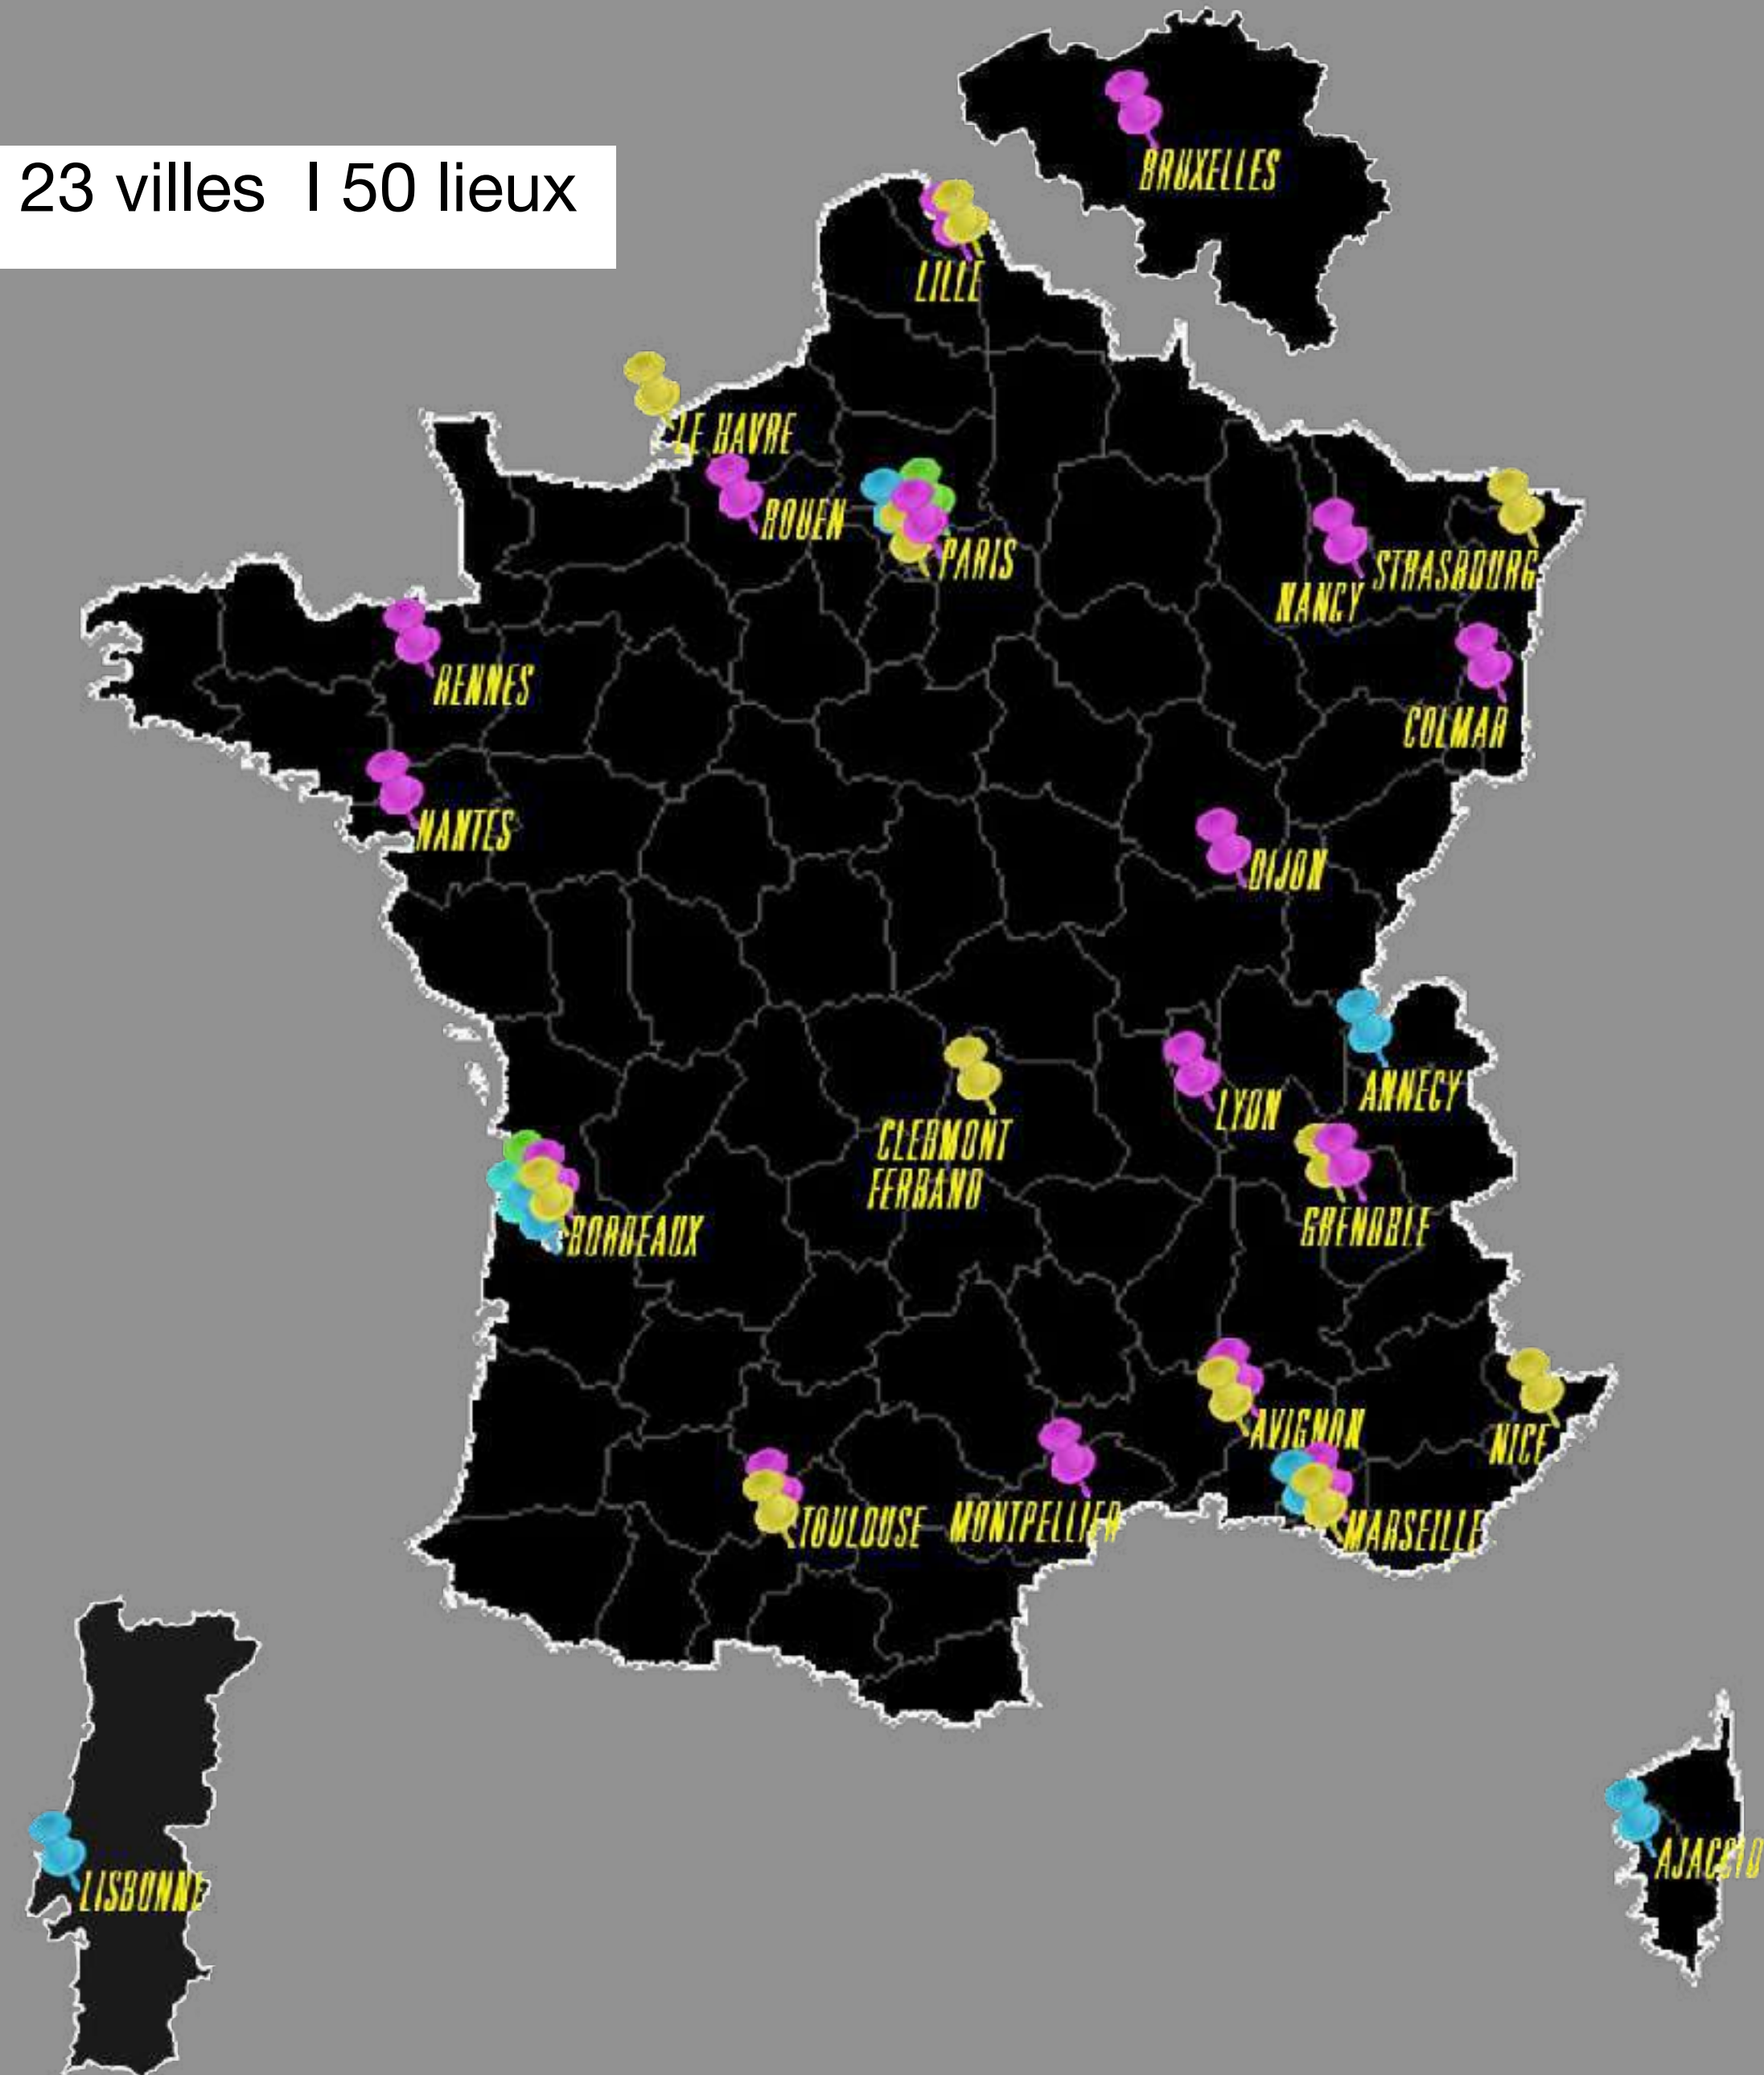 BRUXELLES
23 villes I 50 lieux
LILLE
LE HAVRE
ROUEN
PARIS
STRASBOURG
NANCY
RENNES
COLMAR
NANTES
DIJON
ANNECY
LYON
CLERMONT
FERRAND
GRENOBLE
BORDEAUX
AVIGNON
NICE
TOULOUSE
MONTPELLIER
MARSEILLE
AJACCIO
LISBONNE